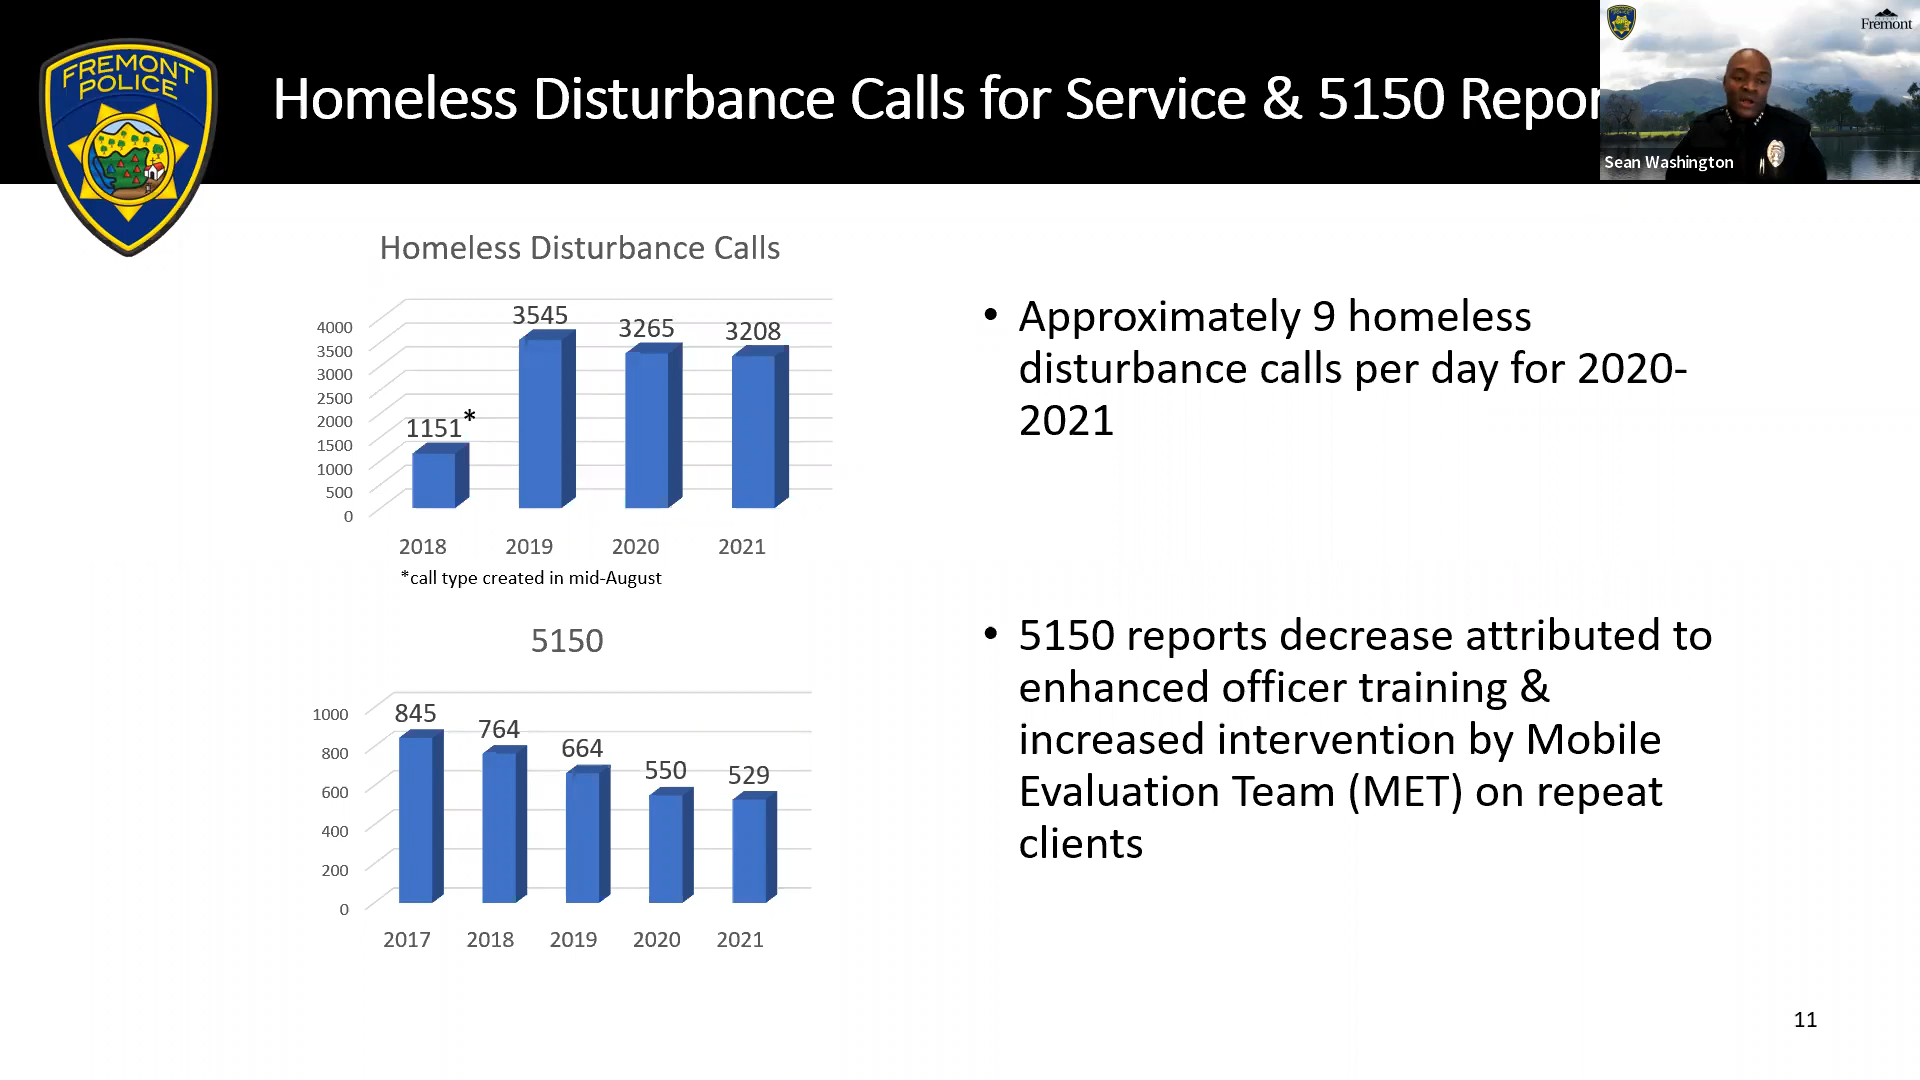 FREMONT
POLICE
Homeless Disturbance Calls for Service & 5150 Repor
Fremont
Sean Washington
Homeless Disturbance Calls
4000
3500
3000
2500
2000
1500
1000
500
0
1151*
3545
3265
3208
2018 2019 2020 2021
*call type created in mid-August
• Approximately 9 homeless
disturbance calls per day for 2020-
2021
5150
1000
800
600
400
200
0
845
764
664
550
529
2017 2018 2019 2020 2021
• 5150 reports decrease attributed to
enhanced officer training &
increased intervention by Mobile
Evaluation Team (MET) on repeat
clients
11